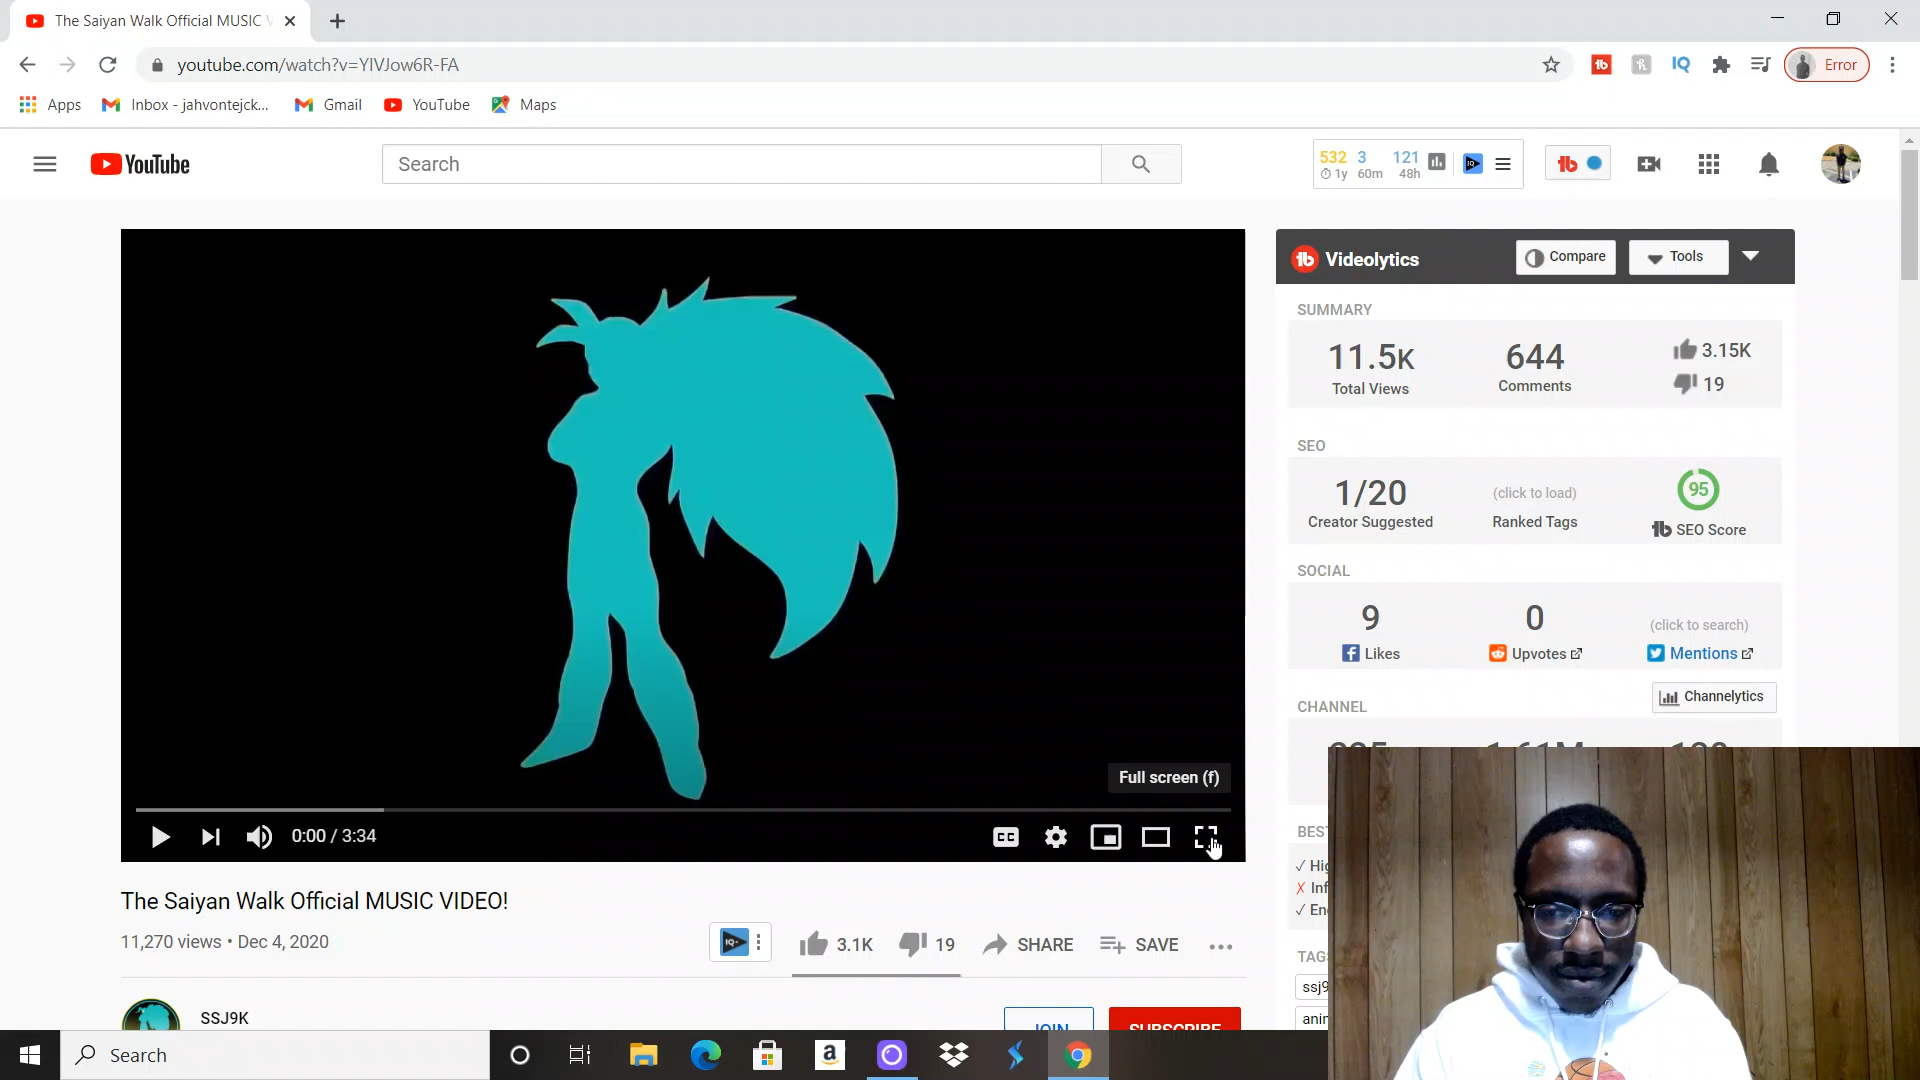 The Saiyan Walk Official MUSIC V
youtube.com/watch?v=YIVJow6R-FA
Error
Apps
Inbox - jahvontejck...
Gmail
YouTube
Maps
YouTube
Search
532 3 121
1y 60m 48h
Videolytics
Compare
Tools
SUMMARY
11.5K
Total Views
644
Comments
3.15K
19
SEO
1/20
Creator Suggested
(click to load)
Ranked Tags
95
SEO Score
SOCIAL
9
Likes
0
Upvotes
(click to search)
Mentions
CHANNEL
Channelytics
Full screen (f)
0:00 / 3:34
CC
The Saiyan Walk Official MUSIC VIDEO!
11,270 views • Dec 4, 2020
IQ
3.1K
19
SHARE
SAVE
SSJ9K
JOIN
SUBSCRIBE
Search